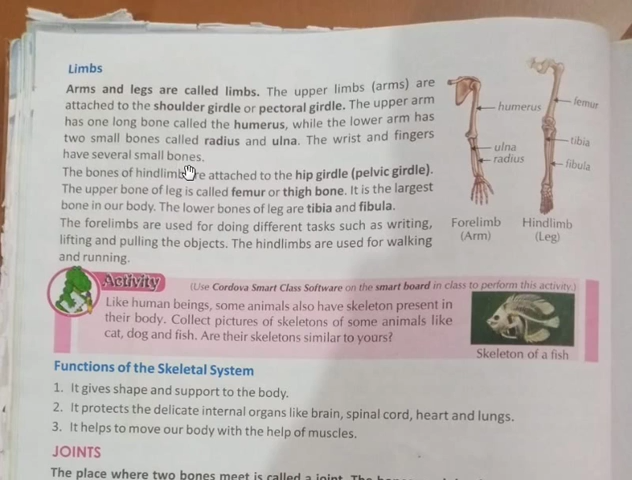 Limbs
Arms and legs are called limbs. The upper limbs (arms) are
attached to the shoulder girdle or pectoral girdle. The upper arm
has one long bone called the humerus, while the lower arm has
two small bones called radius and ulna. The wrist and fingers
have several small bones.
The bones of hindlimb re attached to the hip girdle (pelvic girdle).
The upper bone of leg is called femur or thigh bone. It is the largest
bone in our body. The lower bones of leg are tibia and fibula.
The forelimbs are used for doing different tasks such as writing,
lifting and pulling the objects. The hindlimbs are used for walking
and running.
humerus
ulna
radius
Forelimb
(Arm)
femur
tibia
fibula
Hindlimb
(Leg)
Activity
(Use Cordova Smart Class Software on the smart board in class to perform this activity.)
Like human beings, some animals also have skeleton present in
their body. Collect pictures of skeletons of some animals like
cat, dog and fish. Are their skeletons similar to yours?
Skeleton of a fish
Functions of the Skeletal System
1. It gives shape and support to the body.
2. It protects the delicate internal organs like brain, spinal cord, heart and lungs.
3. It helps to move our body with the help of muscles.
JOINTS
The place where two bones meet is called a joint. The